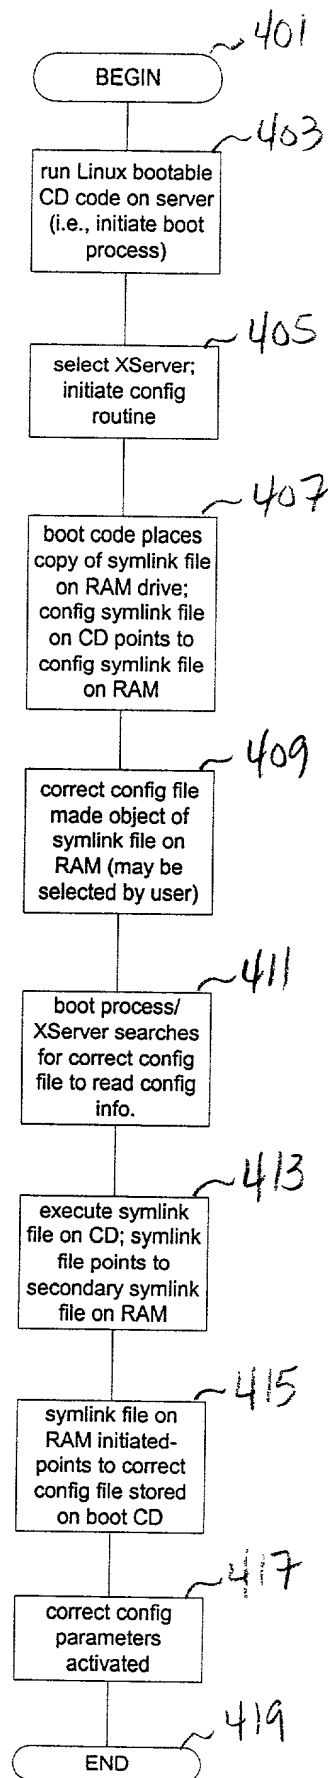 401
BEGIN
403
run Linux bootable
CD code on server
(i.e., initiate boot
process)
405
select XServer;
initiate config
routine
407
boot code places
copy of symlink file
on RAM drive;
config symlink file
on CD points to
config symlink file
on RAM
409
correct config file
made object of
symlink file on
RAM (may be
selected by user)
411
boot process/
XServer searches
for correct config
file to read config
info.
413
execute symlink
file on CD; symlink
file points to
secondary symlink
file on RAM
415
symlink file on
RAM initiated-
points to correct
config file stored
on boot CD
417
correct config
parameters
activated
419
END